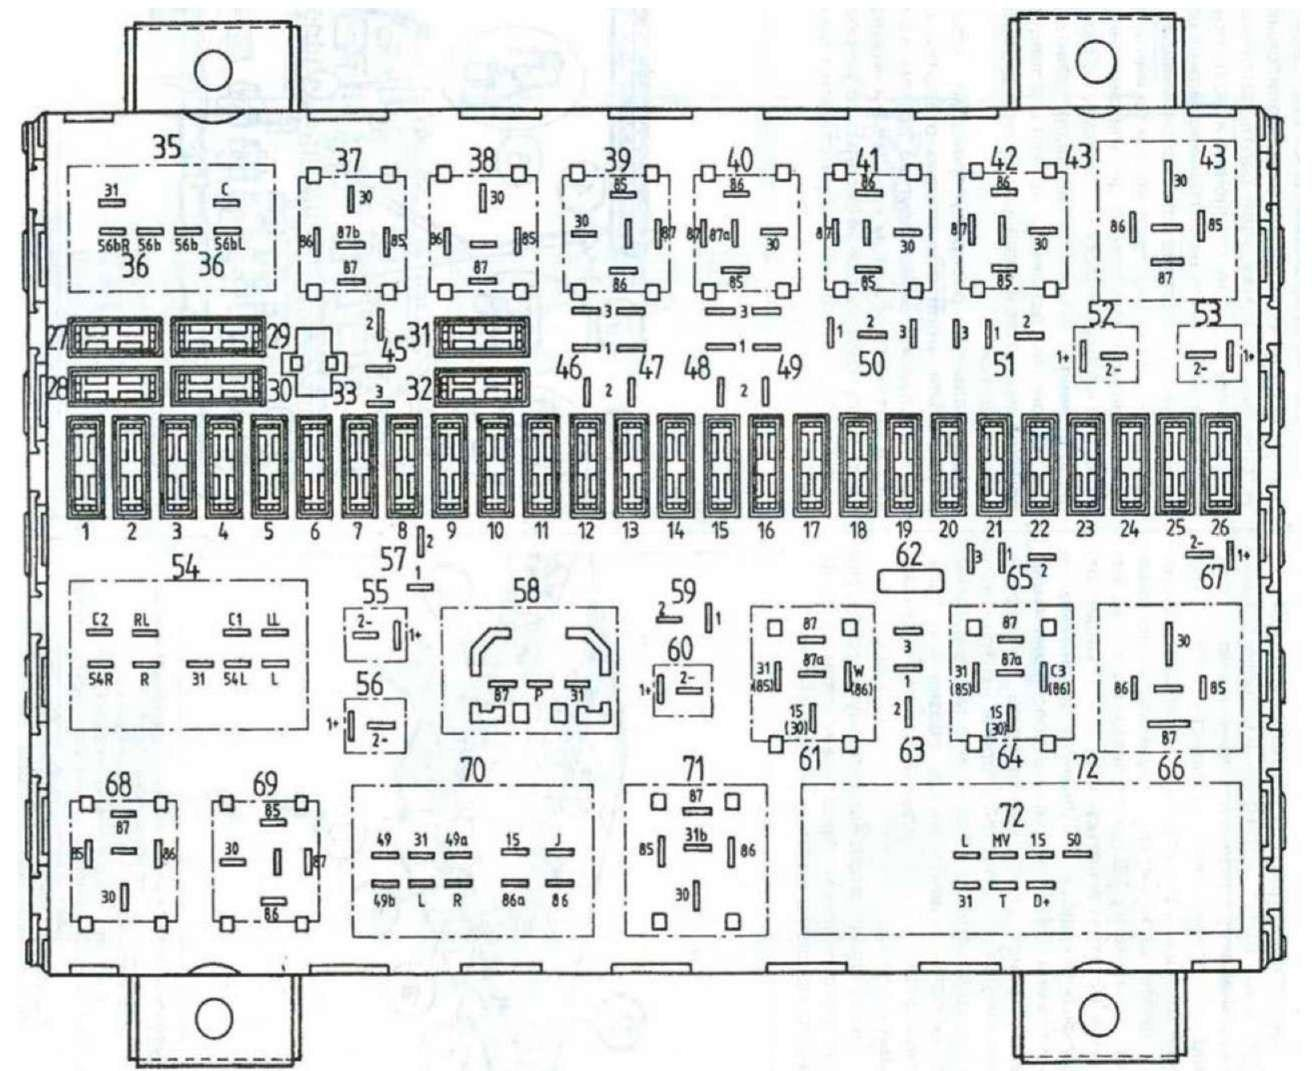 35 37 38 39 40 41 42 43 43
31 C 30 30 85 86 86 86 30
56bR 56b 56b 56bL 86 87b 85 86 85 30 87 87 87a 30 87 30 87 30 86 85
36 36 87 87 86 85 85 85 87
27 29 2 31 3 3 1 2 3 3 1 2 52 53
45 1 1 50 51 1+ 2- 2- 1+
28 30 33 3 32 46 2 47 48 2 49
1 2 3 4 5 6 7 8 9 10 11 12 13 14 15 16 17 18 19 20 21 22 23 24 25 26
57 2 62 3 1 2 2- 1+
54 1 65 67
55 58 59
C2 RL C1 LL 2- 1+ 2 1 87 3 87 30
60
54R R 31 54L L 87 P 31 1+ 2- 31 (85) 87a W (86) 1 31 (85) 87a C3 (86) 86 85
56
1+ 2- 15 (30) 2 15 (30) 87
61 63 64 66
68 69 70 71 72
87 85 87 72
49 31 49a 15 J L MV 15 50
85 86 30 87 85 31b 86
30 86 49b L R 86a 86 30 31 T D+